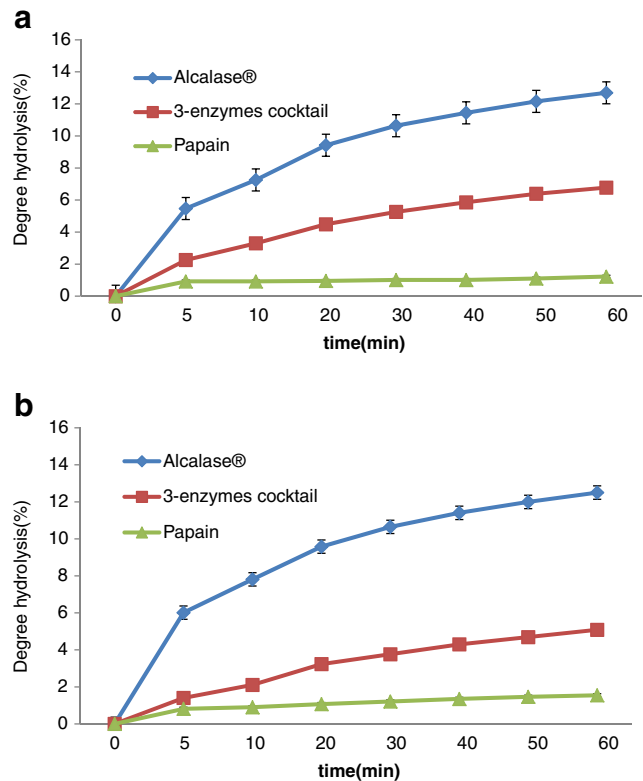 a
16
14
12
10
8
6
4
2
0
Degree hydrolysis(%)
Alcalase®
3-enzymes cocktail
Papain
0 5 10 20 30 40 50 60
time(min)
b
16
14
12
10
8
6
4
2
0
Degree hydrolysis(%)
Alcalase®
3-enzymes cocktail
Papain
0 5 10 20 30 40 50 60
time(min)